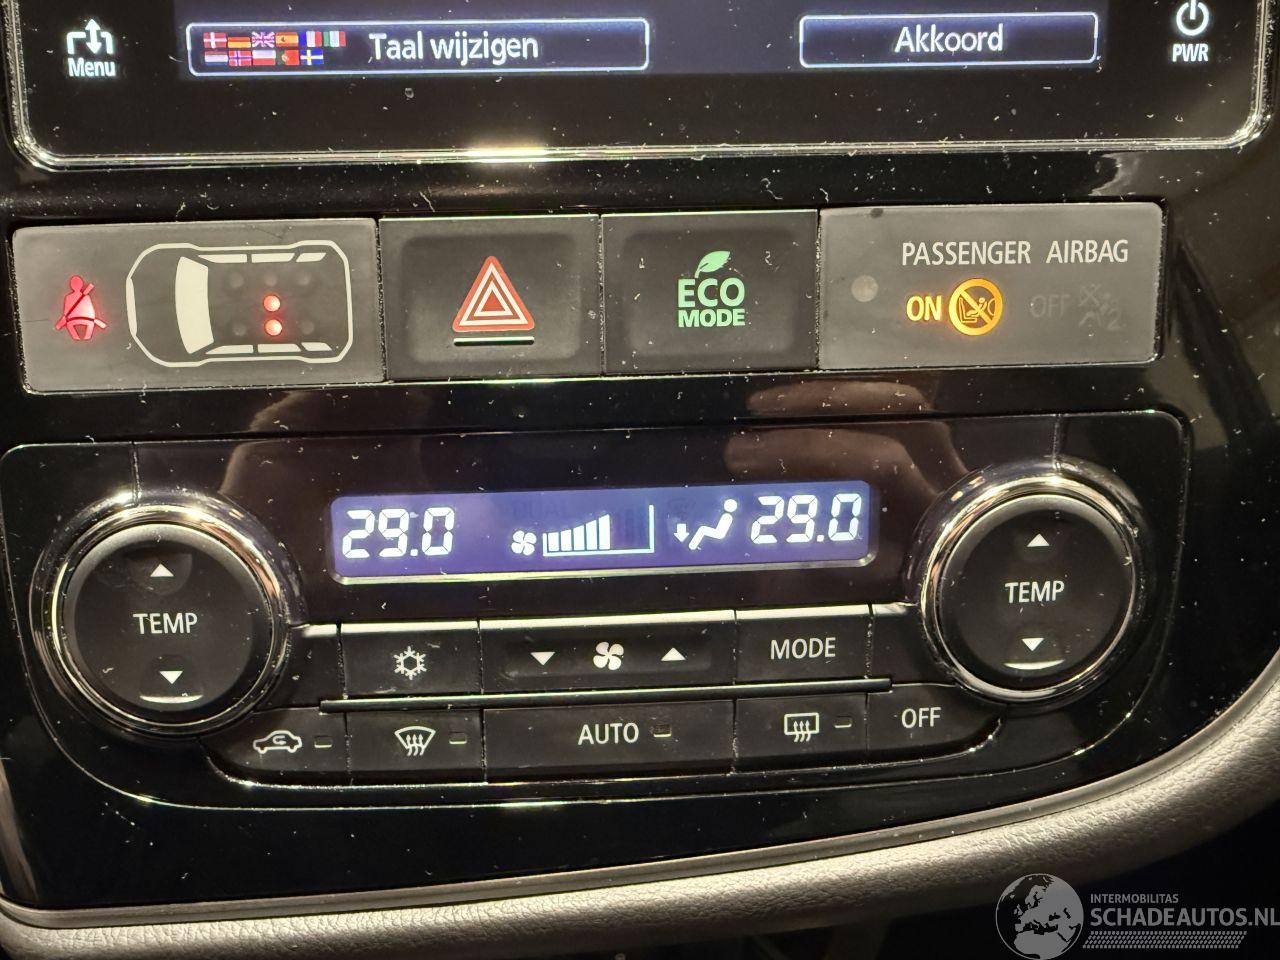 Menu
Taal wijzigen
Akkoord
PWR
ECO
MODE
PASSENGER AIRBAG
ON
OFF
29.0
29.0
TEMP
TEMP
MODE
AUTO
OFF
INTERMOBILITAS
SCHADEAUTOS.NL